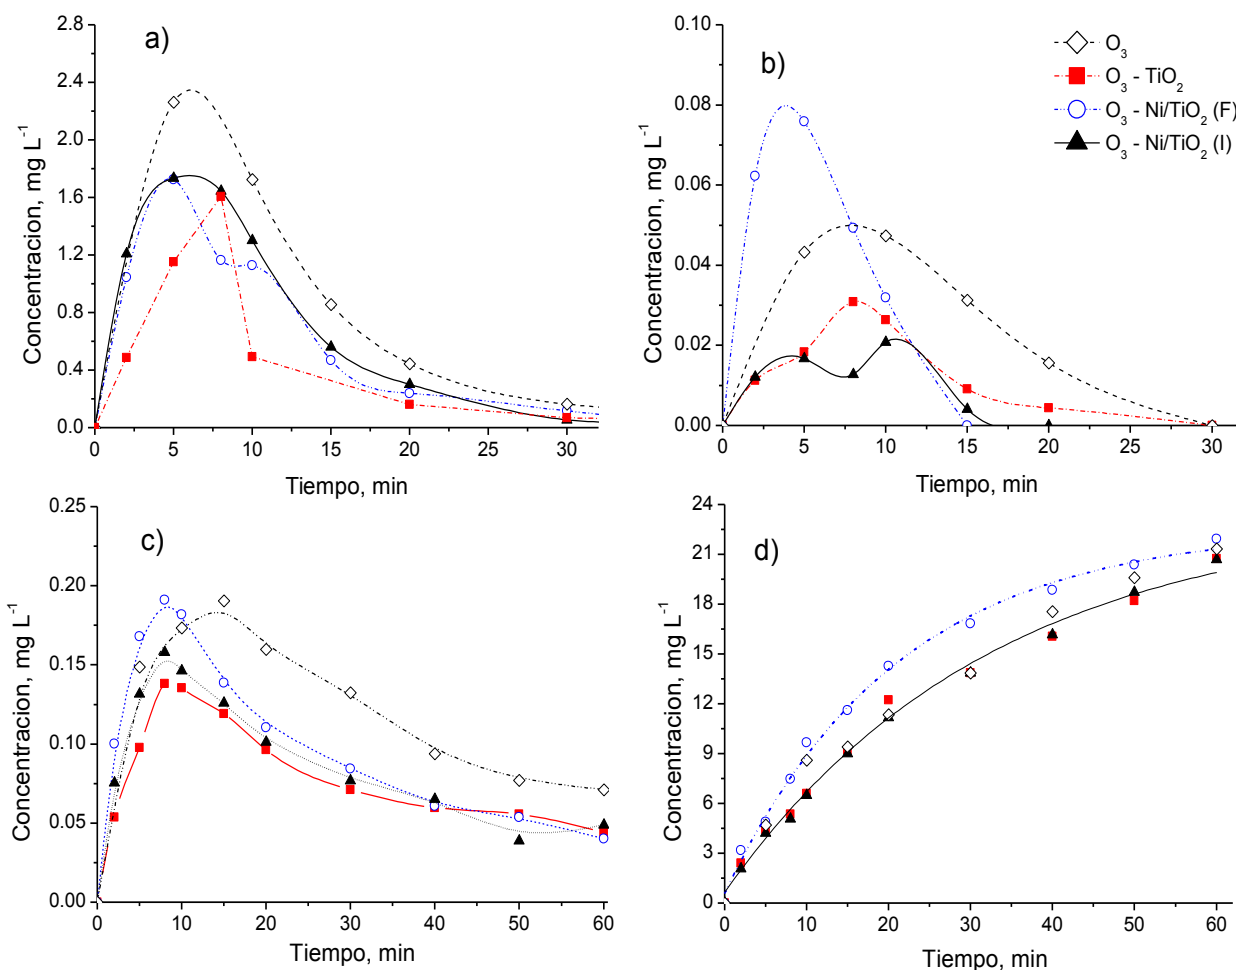 a)
2.8
2.4
2.0
1.6
1.2
0.8
0.4
0.0
Concentracion, mg L⁻¹
0 5 10 15 20 25 30
Tiempo, min
b)
0.10
0.08
0.06
0.04
0.02
0.00
Concentracion, mg L⁻¹
0 5 10 15 20 25 30
Tiempo, min
O₃
O₃ - TiO₂
O₃ - Ni/TiO₂ (F)
O₃ - Ni/TiO₂ (I)
c)
0.25
0.20
0.15
0.10
0.05
0.00
Concentracion, mg L⁻¹
0 10 20 30 40 50 60
Tiempo, min
d)
24
21
18
15
12
9
6
3
0
Concentracion, mg L⁻¹
0 10 20 30 40 50 60
Tiempo, min